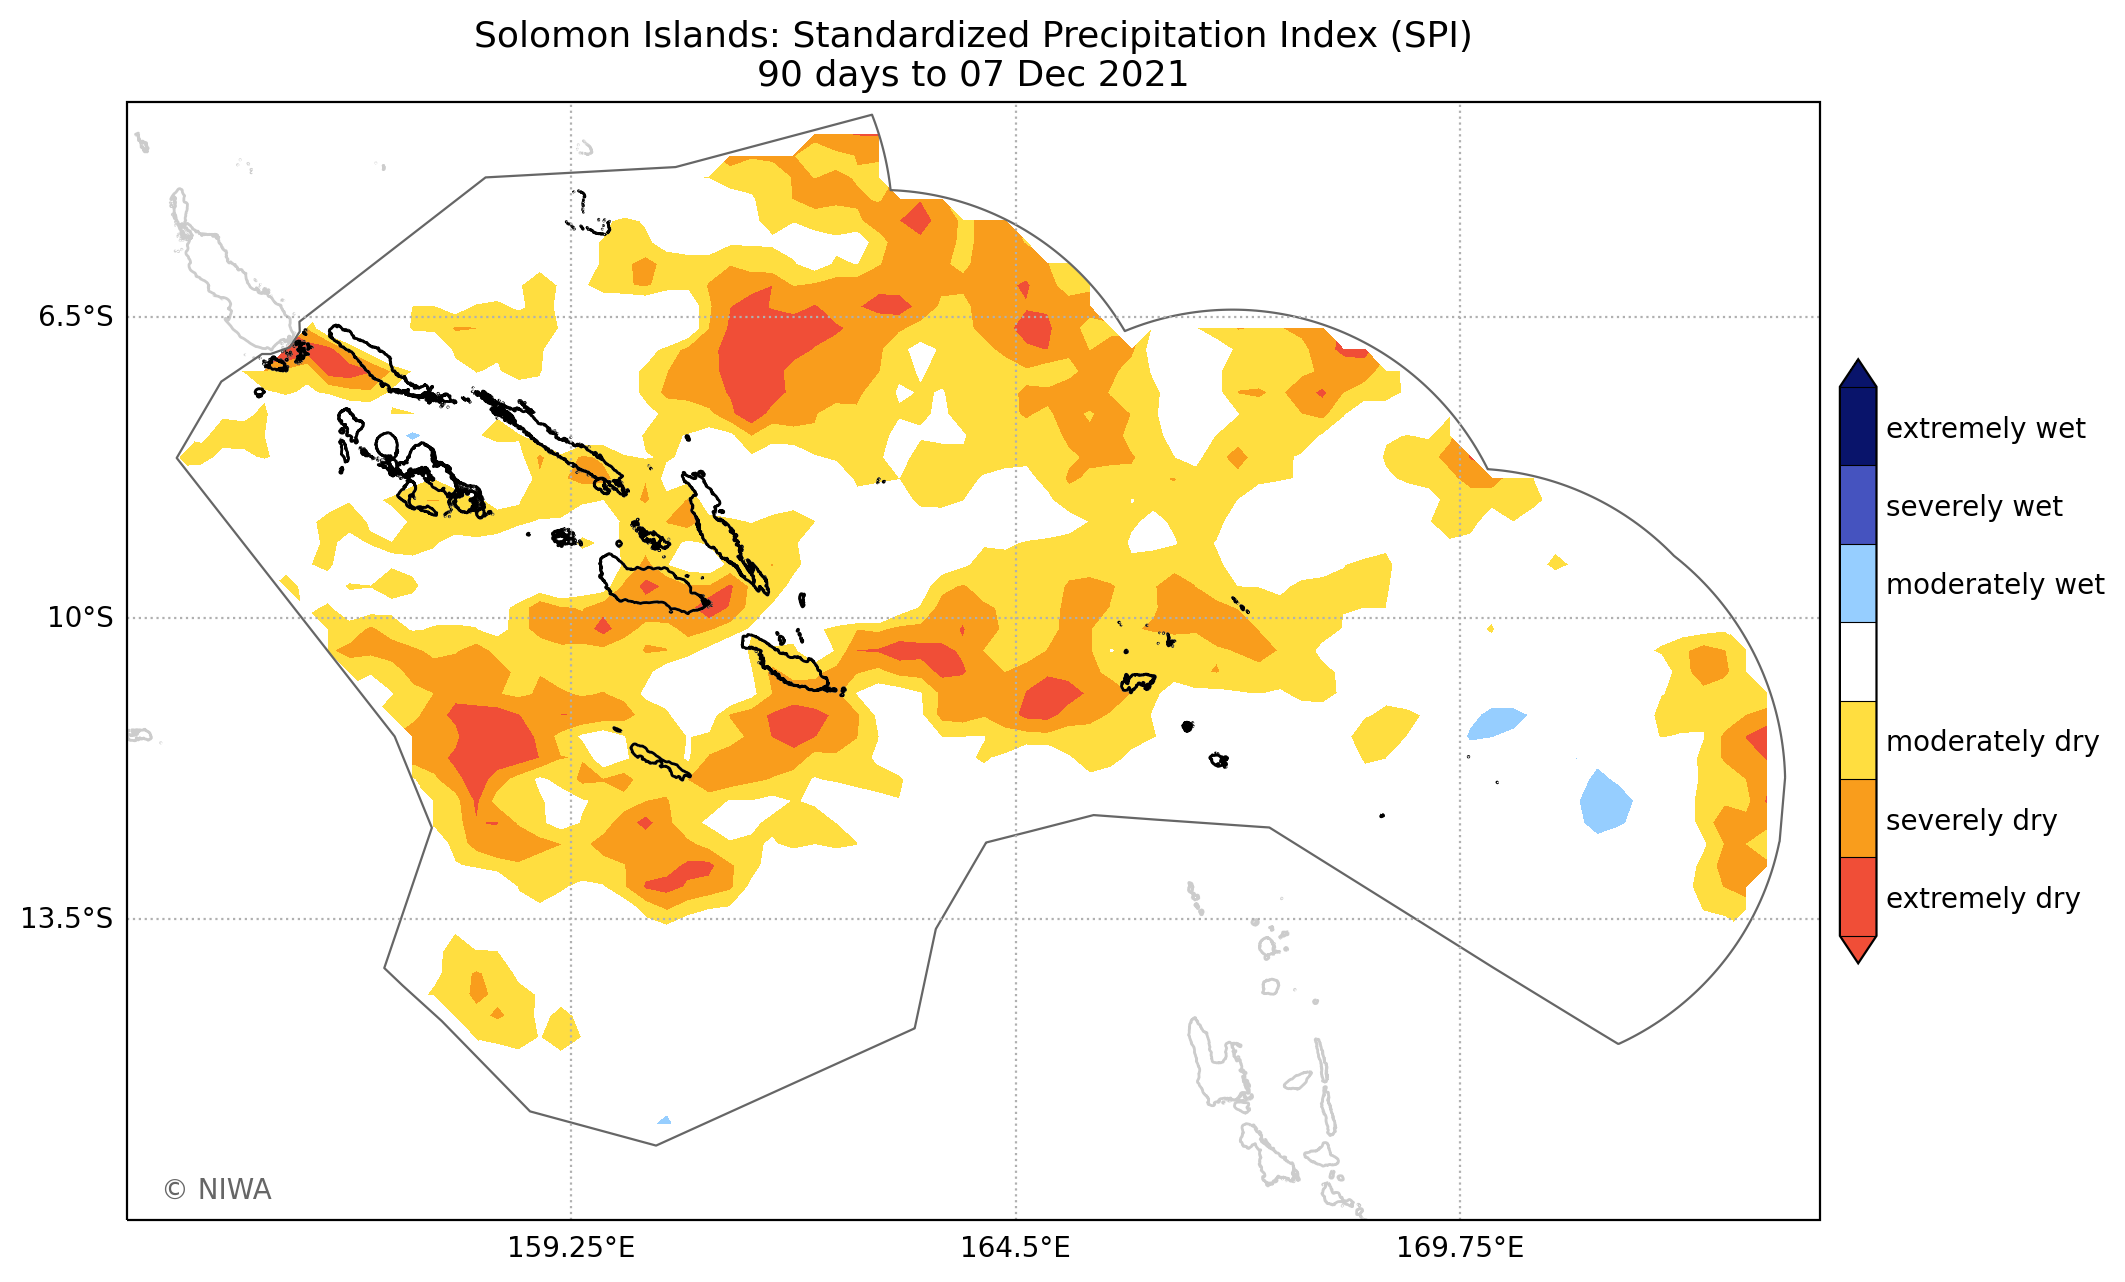 Solomon Islands: Standardized Precipitation Index (SPI)
90 days to 07 Dec 2021
6.5°S
10°S
13.5°S
159.25°E
164.5°E
169.75°E
extremely wet
severely wet
moderately wet
moderately dry
severely dry
extremely dry
© NIWA